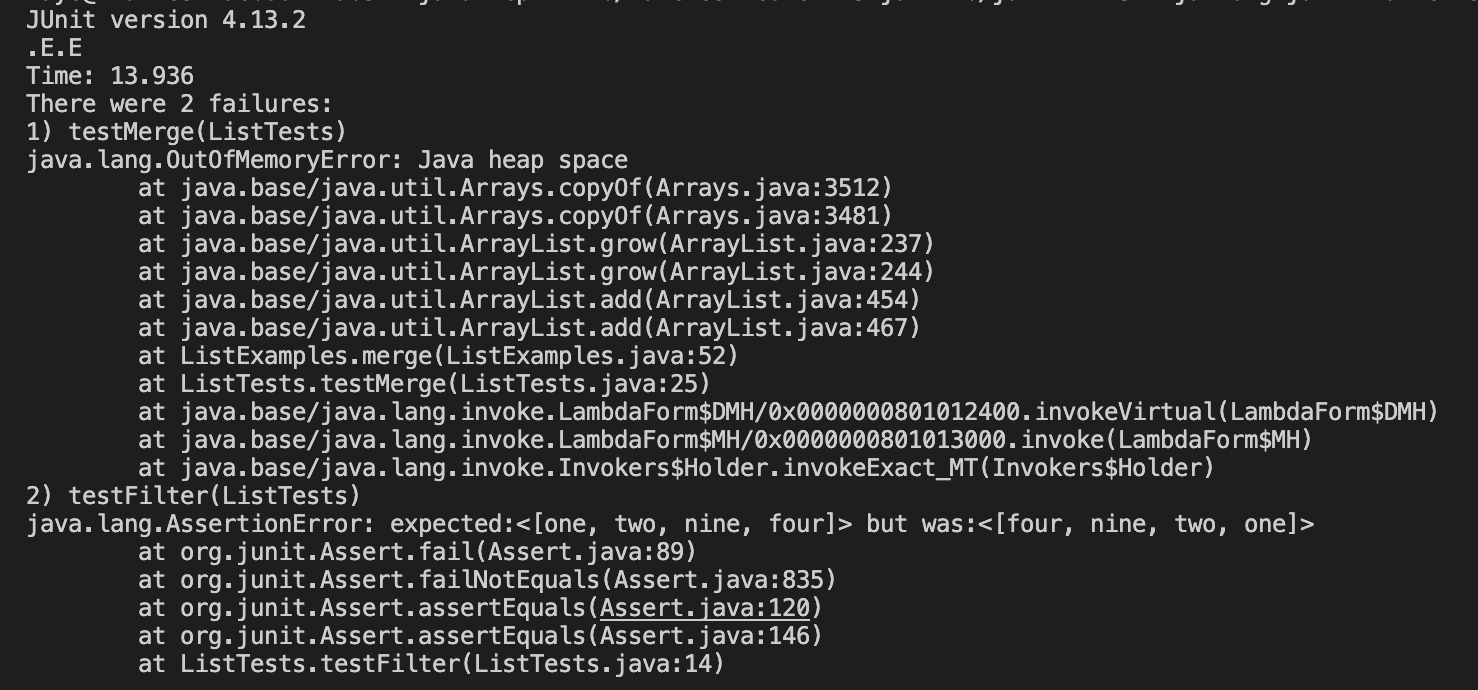 JUnit version 4.13.2
.E.E
Time: 13.936
There were 2 failures:
1) testMerge(ListTests)
java.lang.OutOfMemoryError: Java heap space
        at java.base/java.util.Arrays.copyOf(Arrays.java:3512)
        at java.base/java.util.Arrays.copyOf(Arrays.java:3481)
        at java.base/java.util.ArrayList.grow(ArrayList.java:237)
        at java.base/java.util.ArrayList.grow(ArrayList.java:244)
        at java.base/java.util.ArrayList.add(ArrayList.java:454)
        at java.base/java.util.ArrayList.add(ArrayList.java:467)
        at ListExamples.merge(ListExamples.java:52)
        at ListTests.testMerge(ListTests.java:25)
        at java.base/java.lang.invoke.LambdaForm$DMH/0x0000000801012400.invokeVirtual(LambdaForm$DMH)
        at java.base/java.lang.invoke.LambdaForm$MH/0x0000000801013000.invoke(LambdaForm$MH)
        at java.base/java.lang.invoke.Invokers$Holder.invokeExact_MT(Invokers$Holder)
2) testFilter(ListTests)
java.lang.AssertionError: expected:<[one, two, nine, four]> but was:<[four, nine, two, one]>
        at org.junit.Assert.fail(Assert.java:89)
        at org.junit.Assert.failNotEquals(Assert.java:835)
        at org.junit.Assert.assertEquals(Assert.java:120)
        at org.junit.Assert.assertEquals(Assert.java:146)
        at ListTests.testFilter(ListTests.java:14)